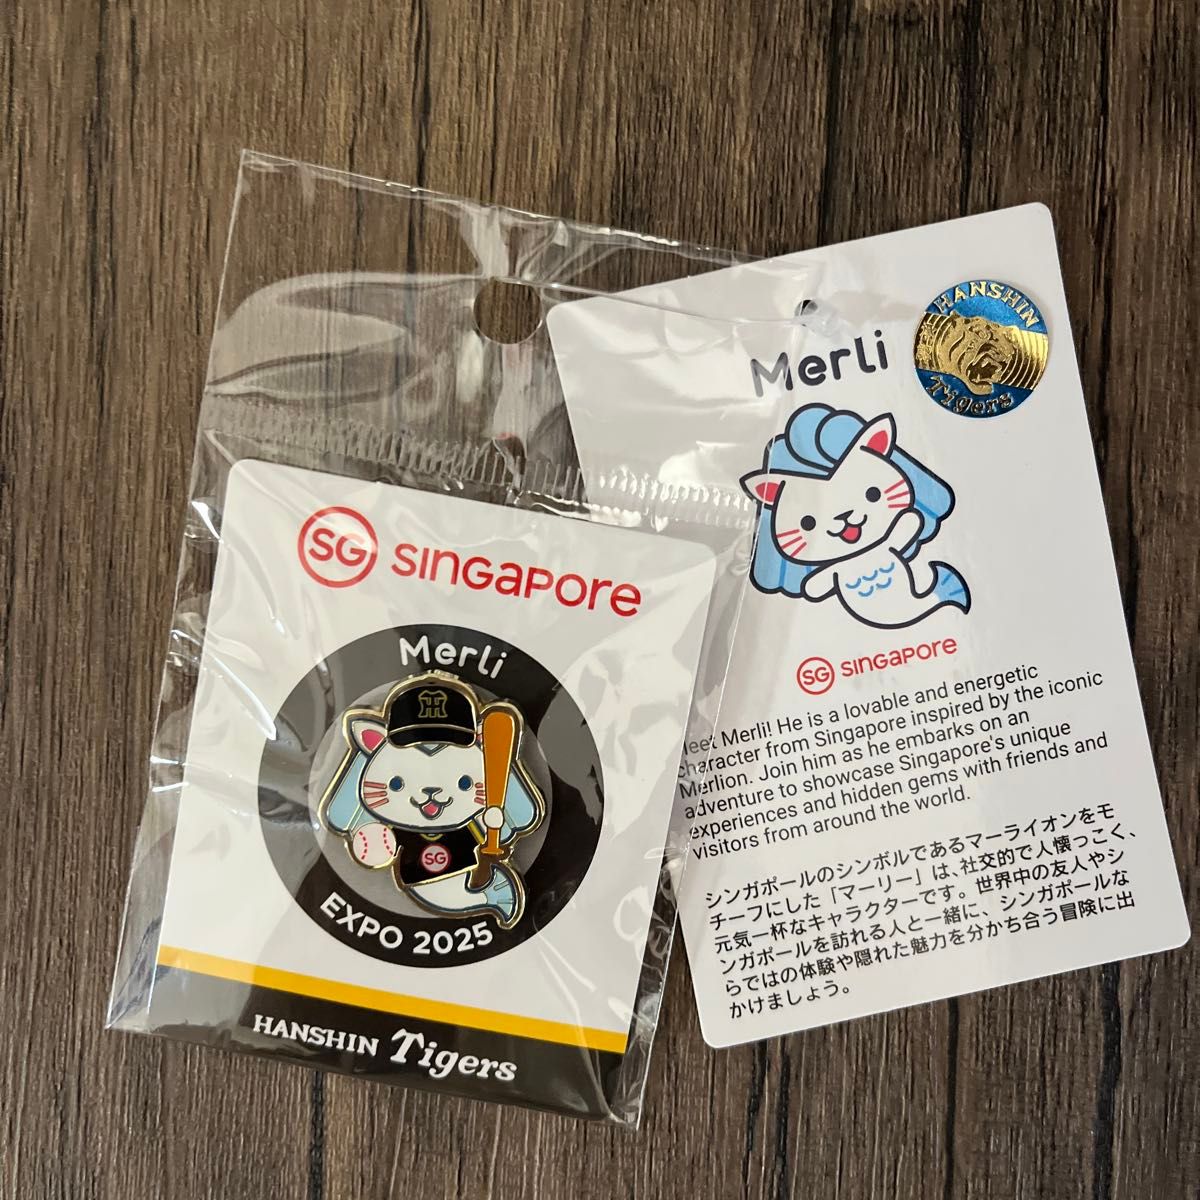 SG SINGAPORE
Merli
TH
SG
EXPO 2025
HANSHIN Tigers
HANSHIN
Tigers
Merli
SG SINGAPORE
Meet Merli! He is a lovable and energetic
character from Singapore inspired by the iconic
Merlion. Join him as he embarks on an
adventure to showcase Singapore's unique
experiences and hidden gems with friends and
visitors from around the world.
シンガポールのシンボルであるマーライオンをモ
チーフにした「マーリー」は、社交的で人懐っこく、
元気一杯なキャラクターです。世界中の友人やシ
ンガポールを訪れる人と一緒に、シンガポールな
らではの体験や隠れた魅力を分かち合う冒険に出
かけましょう。